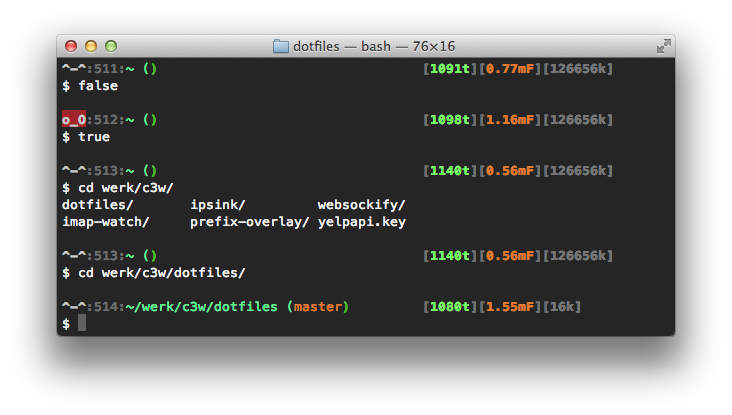 dotfiles — bash — 76×16
^-^:511:~ () [1091t][0.77mF][126656k]
$ false
o_O:512:~ () [1098t][1.16mF][126656k]
$ true
^-^:513:~ () [1140t][0.56mF][126656k]
$ cd werk/c3w/
dotfiles/ ipsink/ websockify/
imap-watch/ prefix-overlay/ yelpapi.key
^-^:513:~ () [1140t][0.56mF][126656k]
$ cd werk/c3w/dotfiles/
^-^:514:~/werk/c3w/dotfiles (master) [1080t][1.55mF][16k]
$